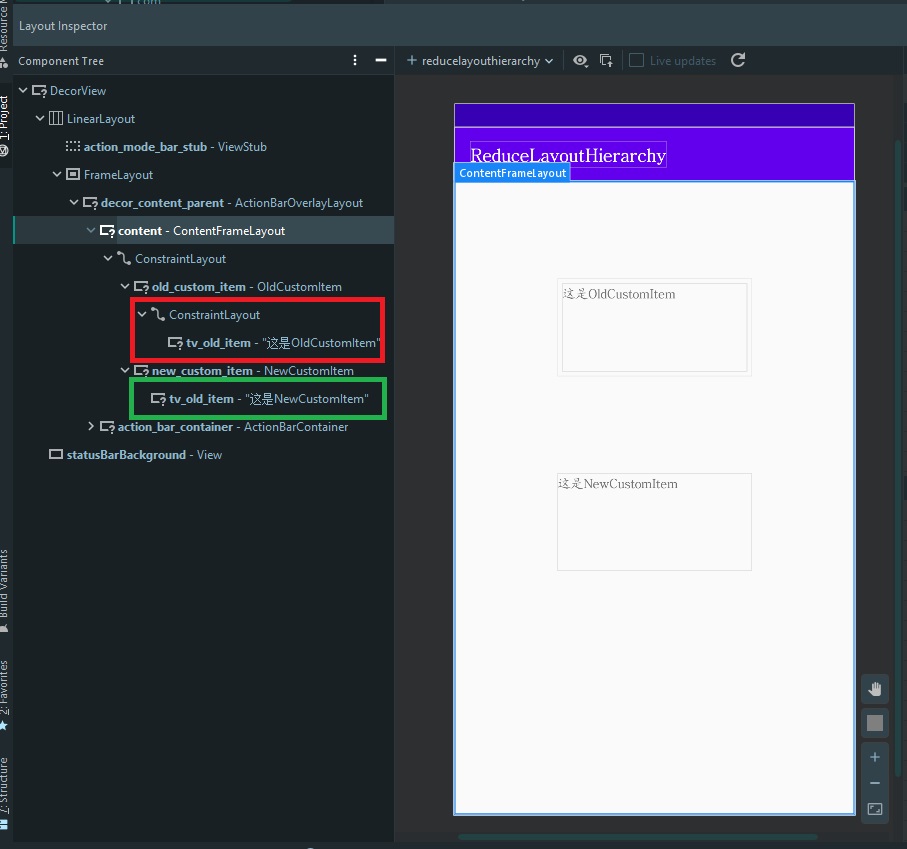 com
Resource M
Layout Inspector
Component Tree
reducelayouthierarchy
Live updates
1: Project
DecorView
LinearLayout
action_mode_bar_stub - ViewStub
FrameLayout
decor_content_parent - ActionBarOverlayLayout
content - ContentFrameLayout
ConstraintLayout
old_custom_item - OldCustomItem
ConstraintLayout
tv_old_item - "这是OldCustomItem"
new_custom_item - NewCustomItem
tv_old_item - "这是NewCustomItem"
action_bar_container - ActionBarContainer
statusBarBackground - View
ReduceLayoutHierarchy
ContentFrameLayout
这是OldCustomItem
这是NewCustomItem
Build Variants
2: Favorites
7: Structure